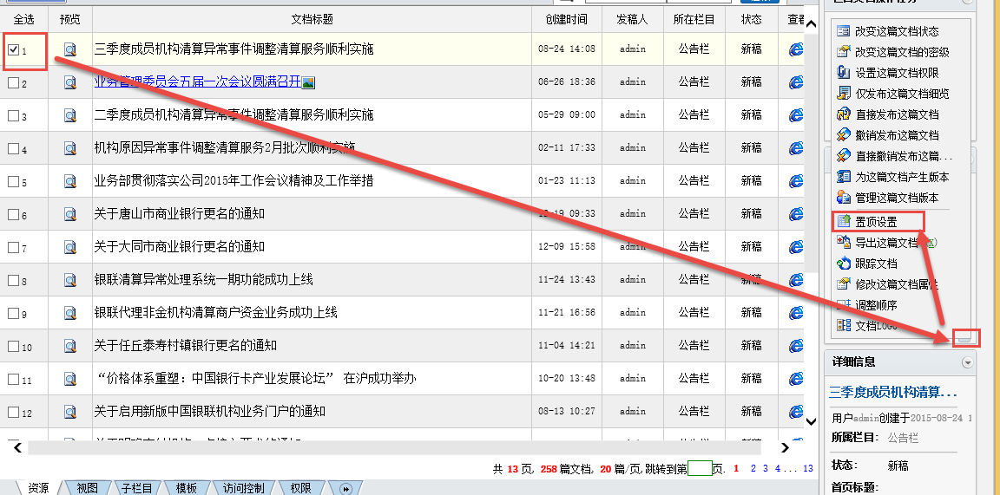 全选 预览 文档标题 创建时间 发稿人 所在栏目 状态 查看
1 三季度成员机构清算异常事件调整清算服务顺利实施 08-24 14:08 admin 公告栏 新稿
2 业务管理委员会五届一次会议圆满召开 06-26 18:36 admin 公告栏 新稿
3 二季度成员机构清算异常事件调整清算服务顺利实施 05-29 09:00 admin 公告栏 新稿
4 机构原因异常事件调整清算服务2月批次顺利实施 02-11 17:33 admin 公告栏 新稿
5 业务部贯彻落实公司2015年工作会议精神及工作举措 01-23 11:13 admin 公告栏 新稿
6 关于唐山市商业银行更名的通知 12-19 09:33 admin 公告栏 新稿
7 关于大同市商业银行更名的通知 12-09 15:58 admin 公告栏 新稿
8 银联清算异常处理系统一期功能成功上线 11-24 13:43 admin 公告栏 新稿
9 银联代理非金机构清算商户资金业务成功上线 11-21 16:56 admin 公告栏 新稿
10 关于任丘泰寿村镇银行更名的通知 11-04 14:21 admin 公告栏 新稿
11 “价格体系重塑：中国银行卡产业发展论坛” 在沪成功举办 10-20 13:48 admin 公告栏 新稿
12 关于启用新版中国银联机构业务门户的通知 08-13 10:27 admin 公告栏 新稿
共 13 页, 258 篇文档, 20 篇/页,跳转到第 页. 1 2 3 4 ... 13
资源 视图 子栏目 模板 访问控制 权限
改变这篇文档状态
改变这篇文档的密级
设置这篇文档权限
仅发布这篇文档细览
直接发布这篇文档
撤销发布这篇文档
直接撤销发布这篇...
为这篇文档产生版本
管理这篇文档版本
置顶设置
导出这篇文档(X)
跟踪文档
修改这篇文档属性
调整顺序
文档LOGO
详细信息
三季度成员机构清算...
用户admin创建于2015-08-24 1
所属栏目: 公告栏
状态: 新稿
首页标题: